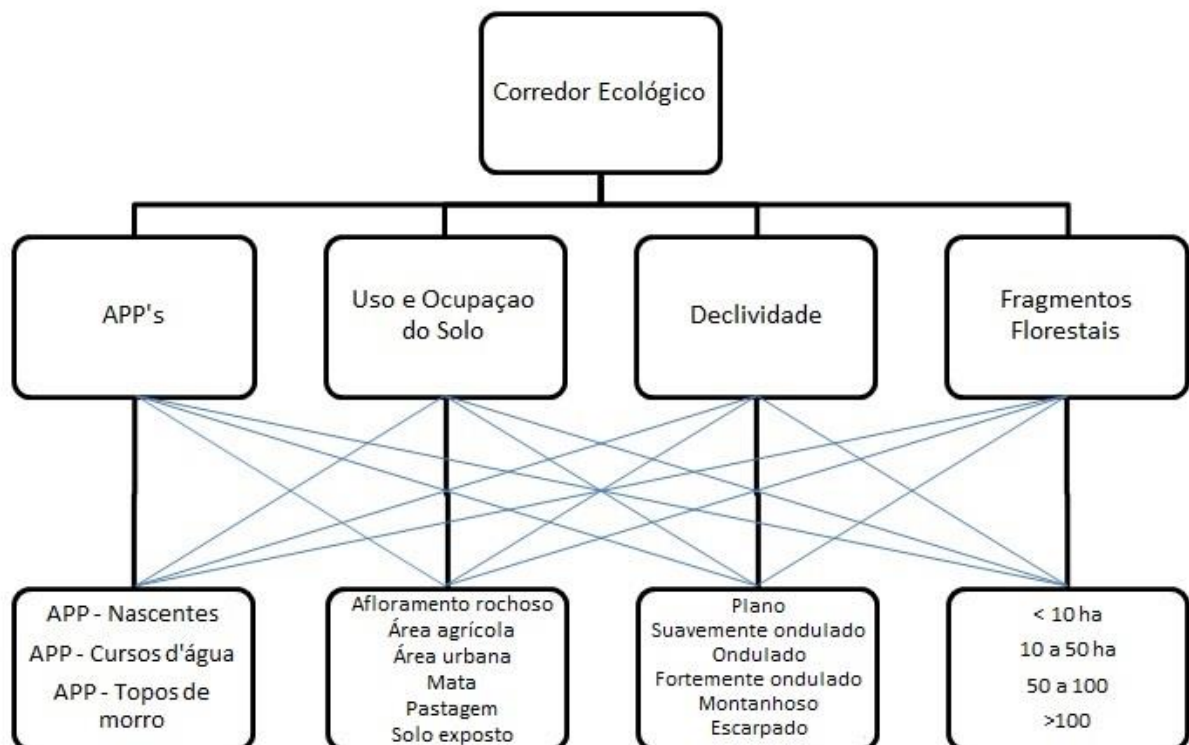 Corredor Ecológico
APP's
Uso e Ocupaçao
do Solo
Declividade
Fragmentos
Florestais
APP - Nascentes
APP - Cursos d'água
APP - Topos de
morro
Afloramento rochoso
Área agrícola
Área urbana
Mata
Pastagem
Solo exposto
Plano
Suavemente ondulado
Ondulado
Fortemente ondulado
Montanhoso
Escarpado
< 10 ha
10 a 50 ha
50 a 100
>100